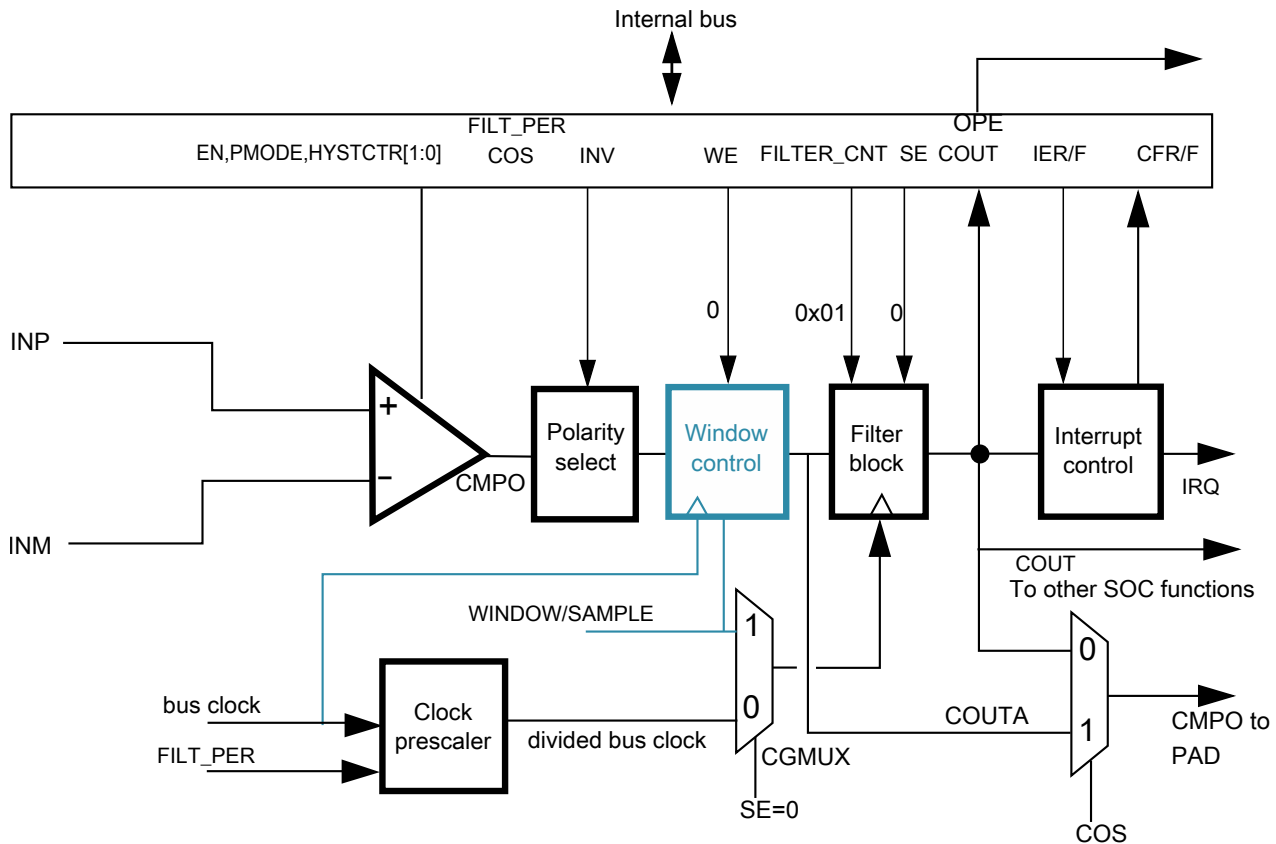 Internal bus
FILT_PER
OPE
EN,PMODE,HYSTCTR[1:0]
COS
INV
WE
FILTER_CNT
SE
COUT
IER/F
CFR/F
0
0x01
0
INP
+
Polarity
select
Window
control
Filter
block
Interrupt
control
−
CMPO
IRQ
INM
COUT
To other SOC functions
WINDOW/SAMPLE
1
0
bus clock
Clock
prescaler
0
divided bus clock
COUTA
1
CMPO to
PAD
FILT_PER
CGMUX
SE=0
COS